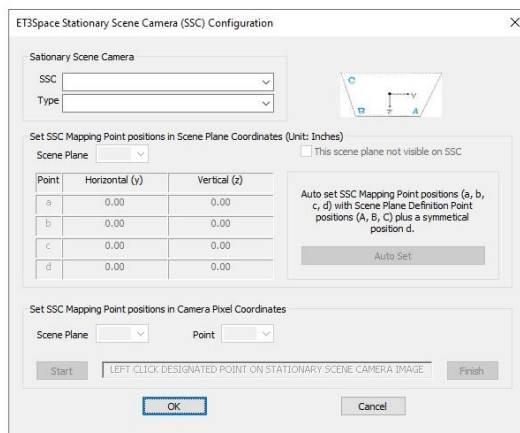 ET3Space Stationary Scene Camera (SSC) Configuration
Sationary Scene Camera
SSC
Type
C
y
B
z
A
Set SSC Mapping Point positions in Scene Plane Coordinates (Unit: Inches)
Scene Plane
This scene plane not visible on SSC
Point Horizontal (y) Vertical (z)
a 0.00 0.00
b 0.00 0.00
c 0.00 0.00
d 0.00 0.00
Auto set SSC Mapping Point positions (a, b,
c, d) with Scene Plane Definition Point
positions (A, B, C) plus a symmetical
position d.
Auto Set
Set SSC Mapping Point positions in Camera Pixel Coordinates
Scene Plane Point
Start LEFT CLICK DESIGNATED POINT ON STATIONARY SCENE CAMERA IMAGE Finish
OK Cancel